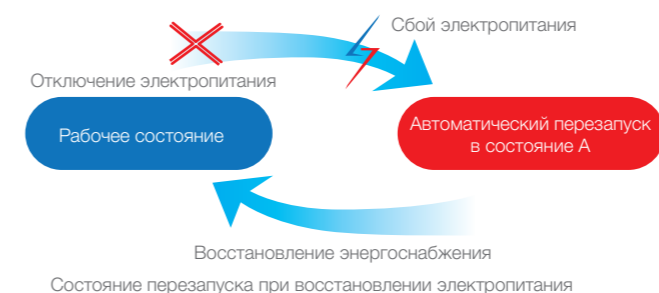 Сбой электропитания
Отключение электропитания
Рабочее состояние
Автоматический перезапуск
в состояние А
Восстановление энергоснабжения
Состояние перезапуска при восстановлении электропитания